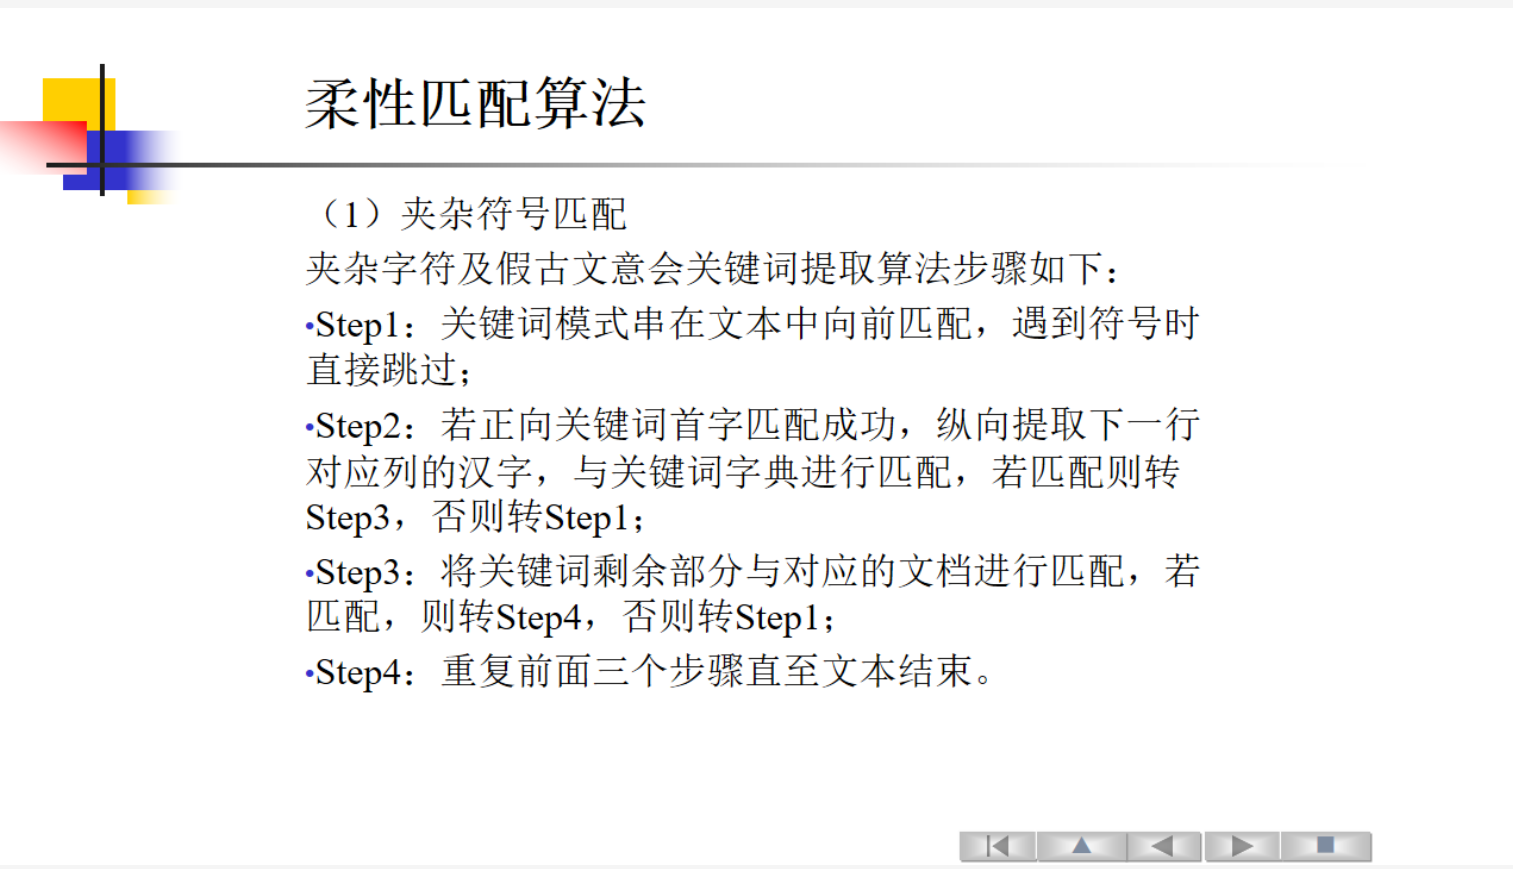 柔性匹配算法
（1）夹杂符号匹配
夹杂字符及假古文意会关键词提取算法步骤如下：
•Step1：关键词模式串在文本中向前匹配，遇到符号时
直接跳过；
•Step2：若正向关键词首字匹配成功，纵向提取下一行
对应列的汉字，与关键词字典进行匹配，若匹配则转
Step3，否则转Step1；
•Step3：将关键词剩余部分与对应的文档进行匹配，若
匹配，则转Step4，否则转Step1；
•Step4：重复前面三个步骤直至文本结束。